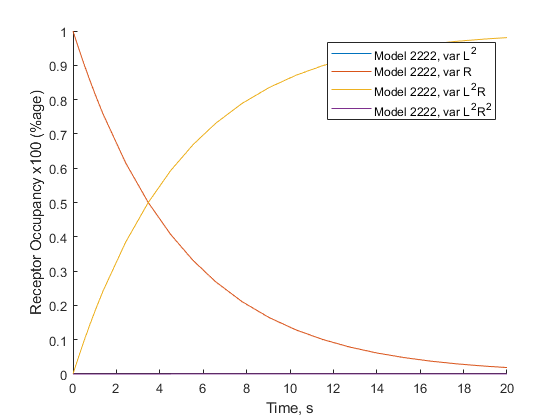 Receptor Occupancy x100 (%age)
1
0.9
0.8
0.7
0.6
0.5
0.4
0.3
0.2
0.1
0
Model 2222, var L²
Model 2222, var R
Model 2222, var L²R
Model 2222, var L²R²
0 2 4 6 8 10 12 14 16 18 20
Time, s